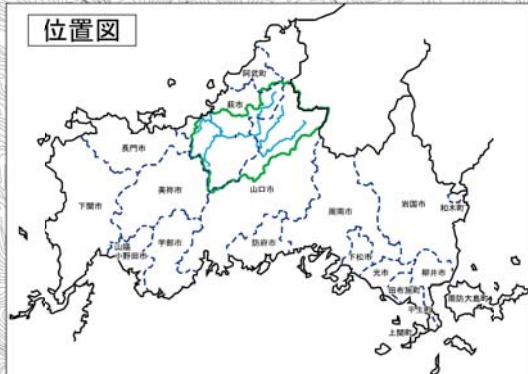 位置図
阿武町
萩市
長門市
美祢市
山口市
下関市
周南市
岩国市
和木町
山陽
小野田市
宇部市
防府市
下松市
光市
柳井市
田布施町
周防大島町
平生町
上関町